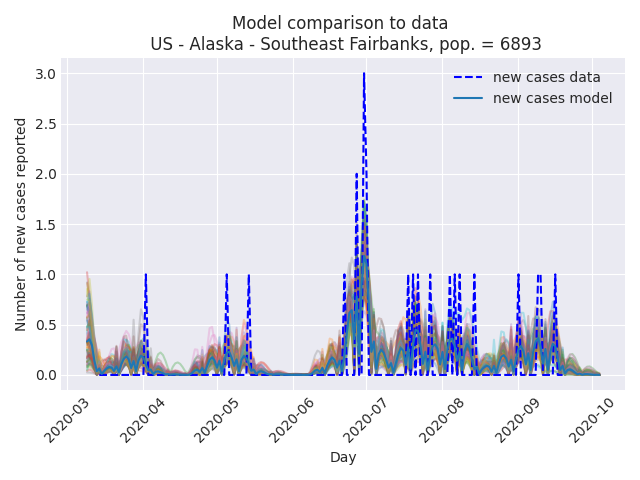 Model comparison to data
US - Alaska - Southeast Fairbanks, pop. = 6893
new cases data
new cases model
Number of new cases reported
3.0
2.5
2.0
1.5
1.0
0.5
0.0
2020-03
2020-04
2020-05
2020-06
2020-07
2020-08
2020-09
2020-10
Day